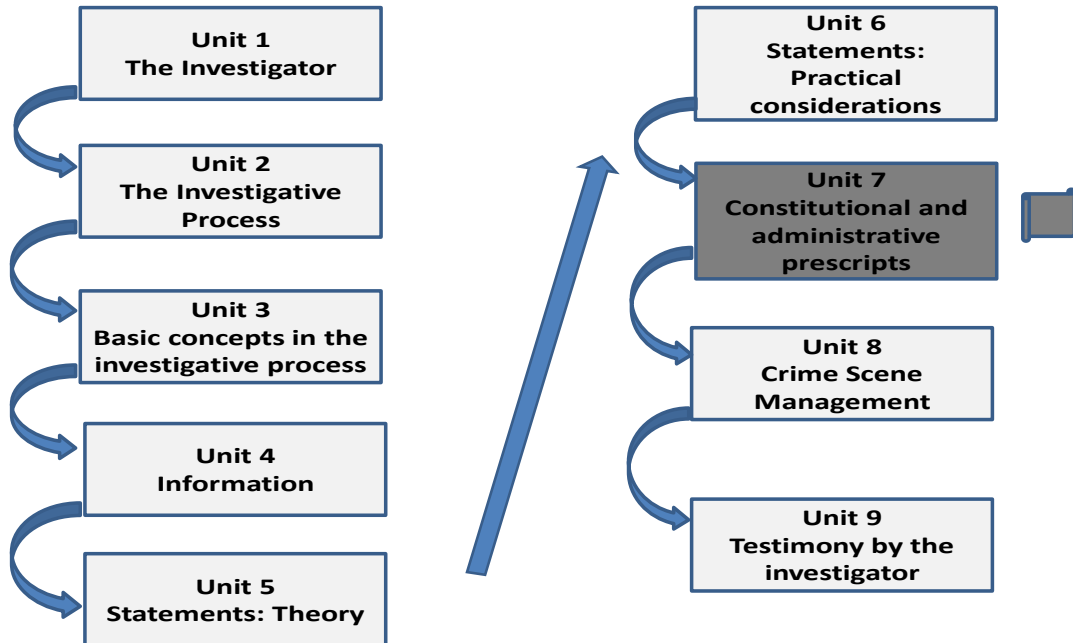 Unit 1
The Investigator
Unit 2
The Investigative
Process
Unit 3
Basic concepts in the
investigative process
Unit 4
Information
Unit 5
Statements: Theory
Unit 6
Statements:
Practical
considerations
Unit 7
Constitutional and
administrative
prescripts
Unit 8
Crime Scene
Management
Unit 9
Testimony by the
investigator